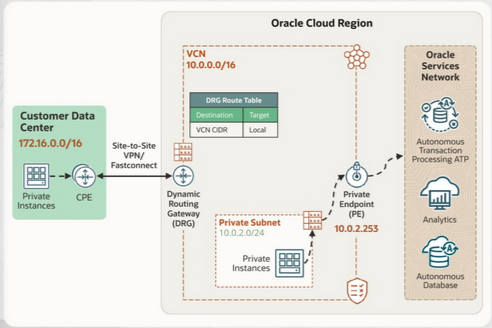 Oracle Cloud Region
VCN
10.0.0.0/16
Oracle
Services
Network
DRG Route Table
Destination Target
VCN CIDR Local
Customer Data
Center
172.16.0.0/16
Private
Instances
CPE
Site-to-Site
VPN/
Fastconnect
Dynamic
Routing
Gateway
(DRG)
Private Subnet
10.0.2.0/24
Private
Instances
Private
Endpoint
(PE)
10.0.2.253
Autonomous
Transaction
Processing ATP
Analytics
Autonomous
Database